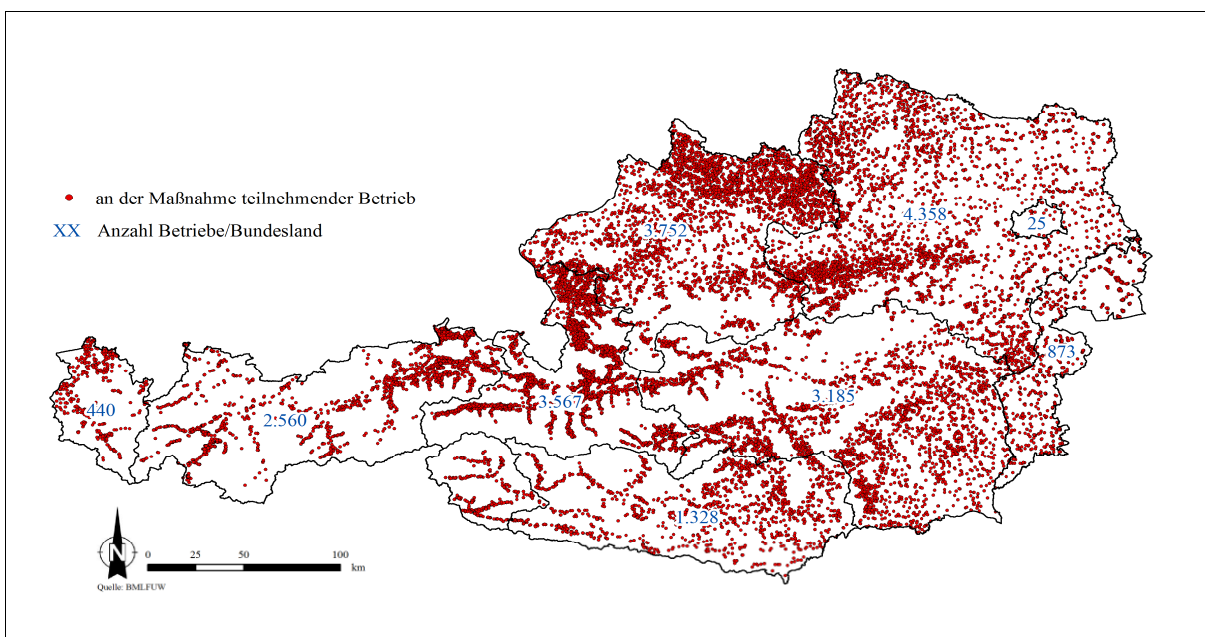 an der Maßnahme teilnehmender Betrieb
XX Anzahl Betriebe/Bundesland
4.358
25
3.752
873
440
2.560
3.567
3.185
1.328
N
0 25 50 100
km
Quelle: BMLFUW